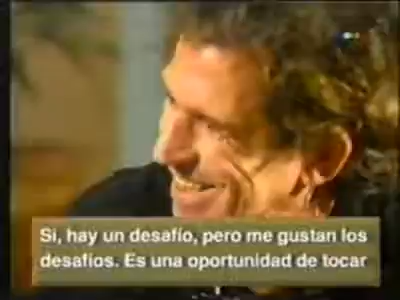 Si, hay un desafío, pero me gustan los
desafíos. Es una oportunidad de tocar